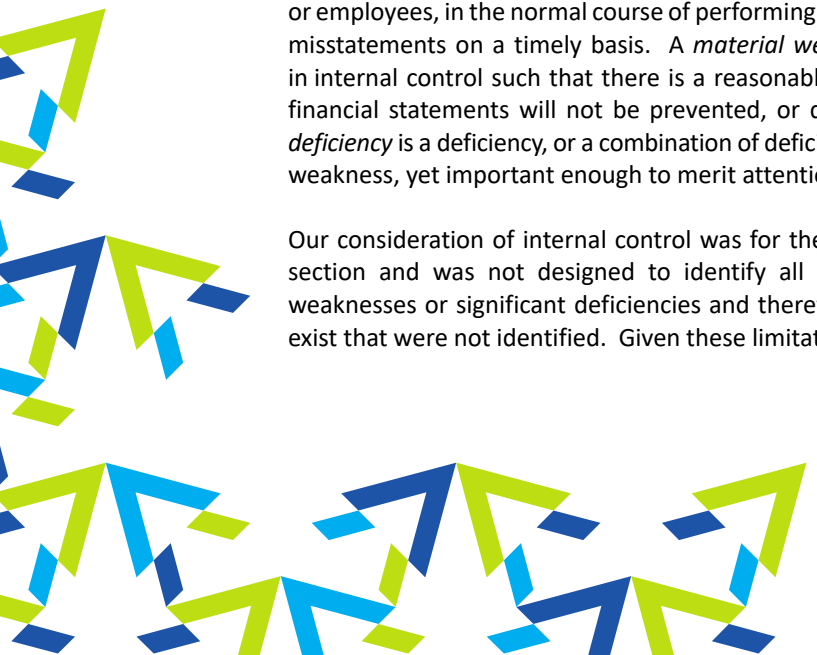 or employees, in the normal course of performing
misstatements on a timely basis. A material we
in internal control such that there is a reasonabl
financial statements will not be prevented, or
deficiency is a deficiency, or a combination of defici
weakness, yet important enough to merit attentio
Our consideration of internal control was for the
section and was not designed to identify all
weaknesses or significant deficiencies and there
exist that were not identified. Given these limitat